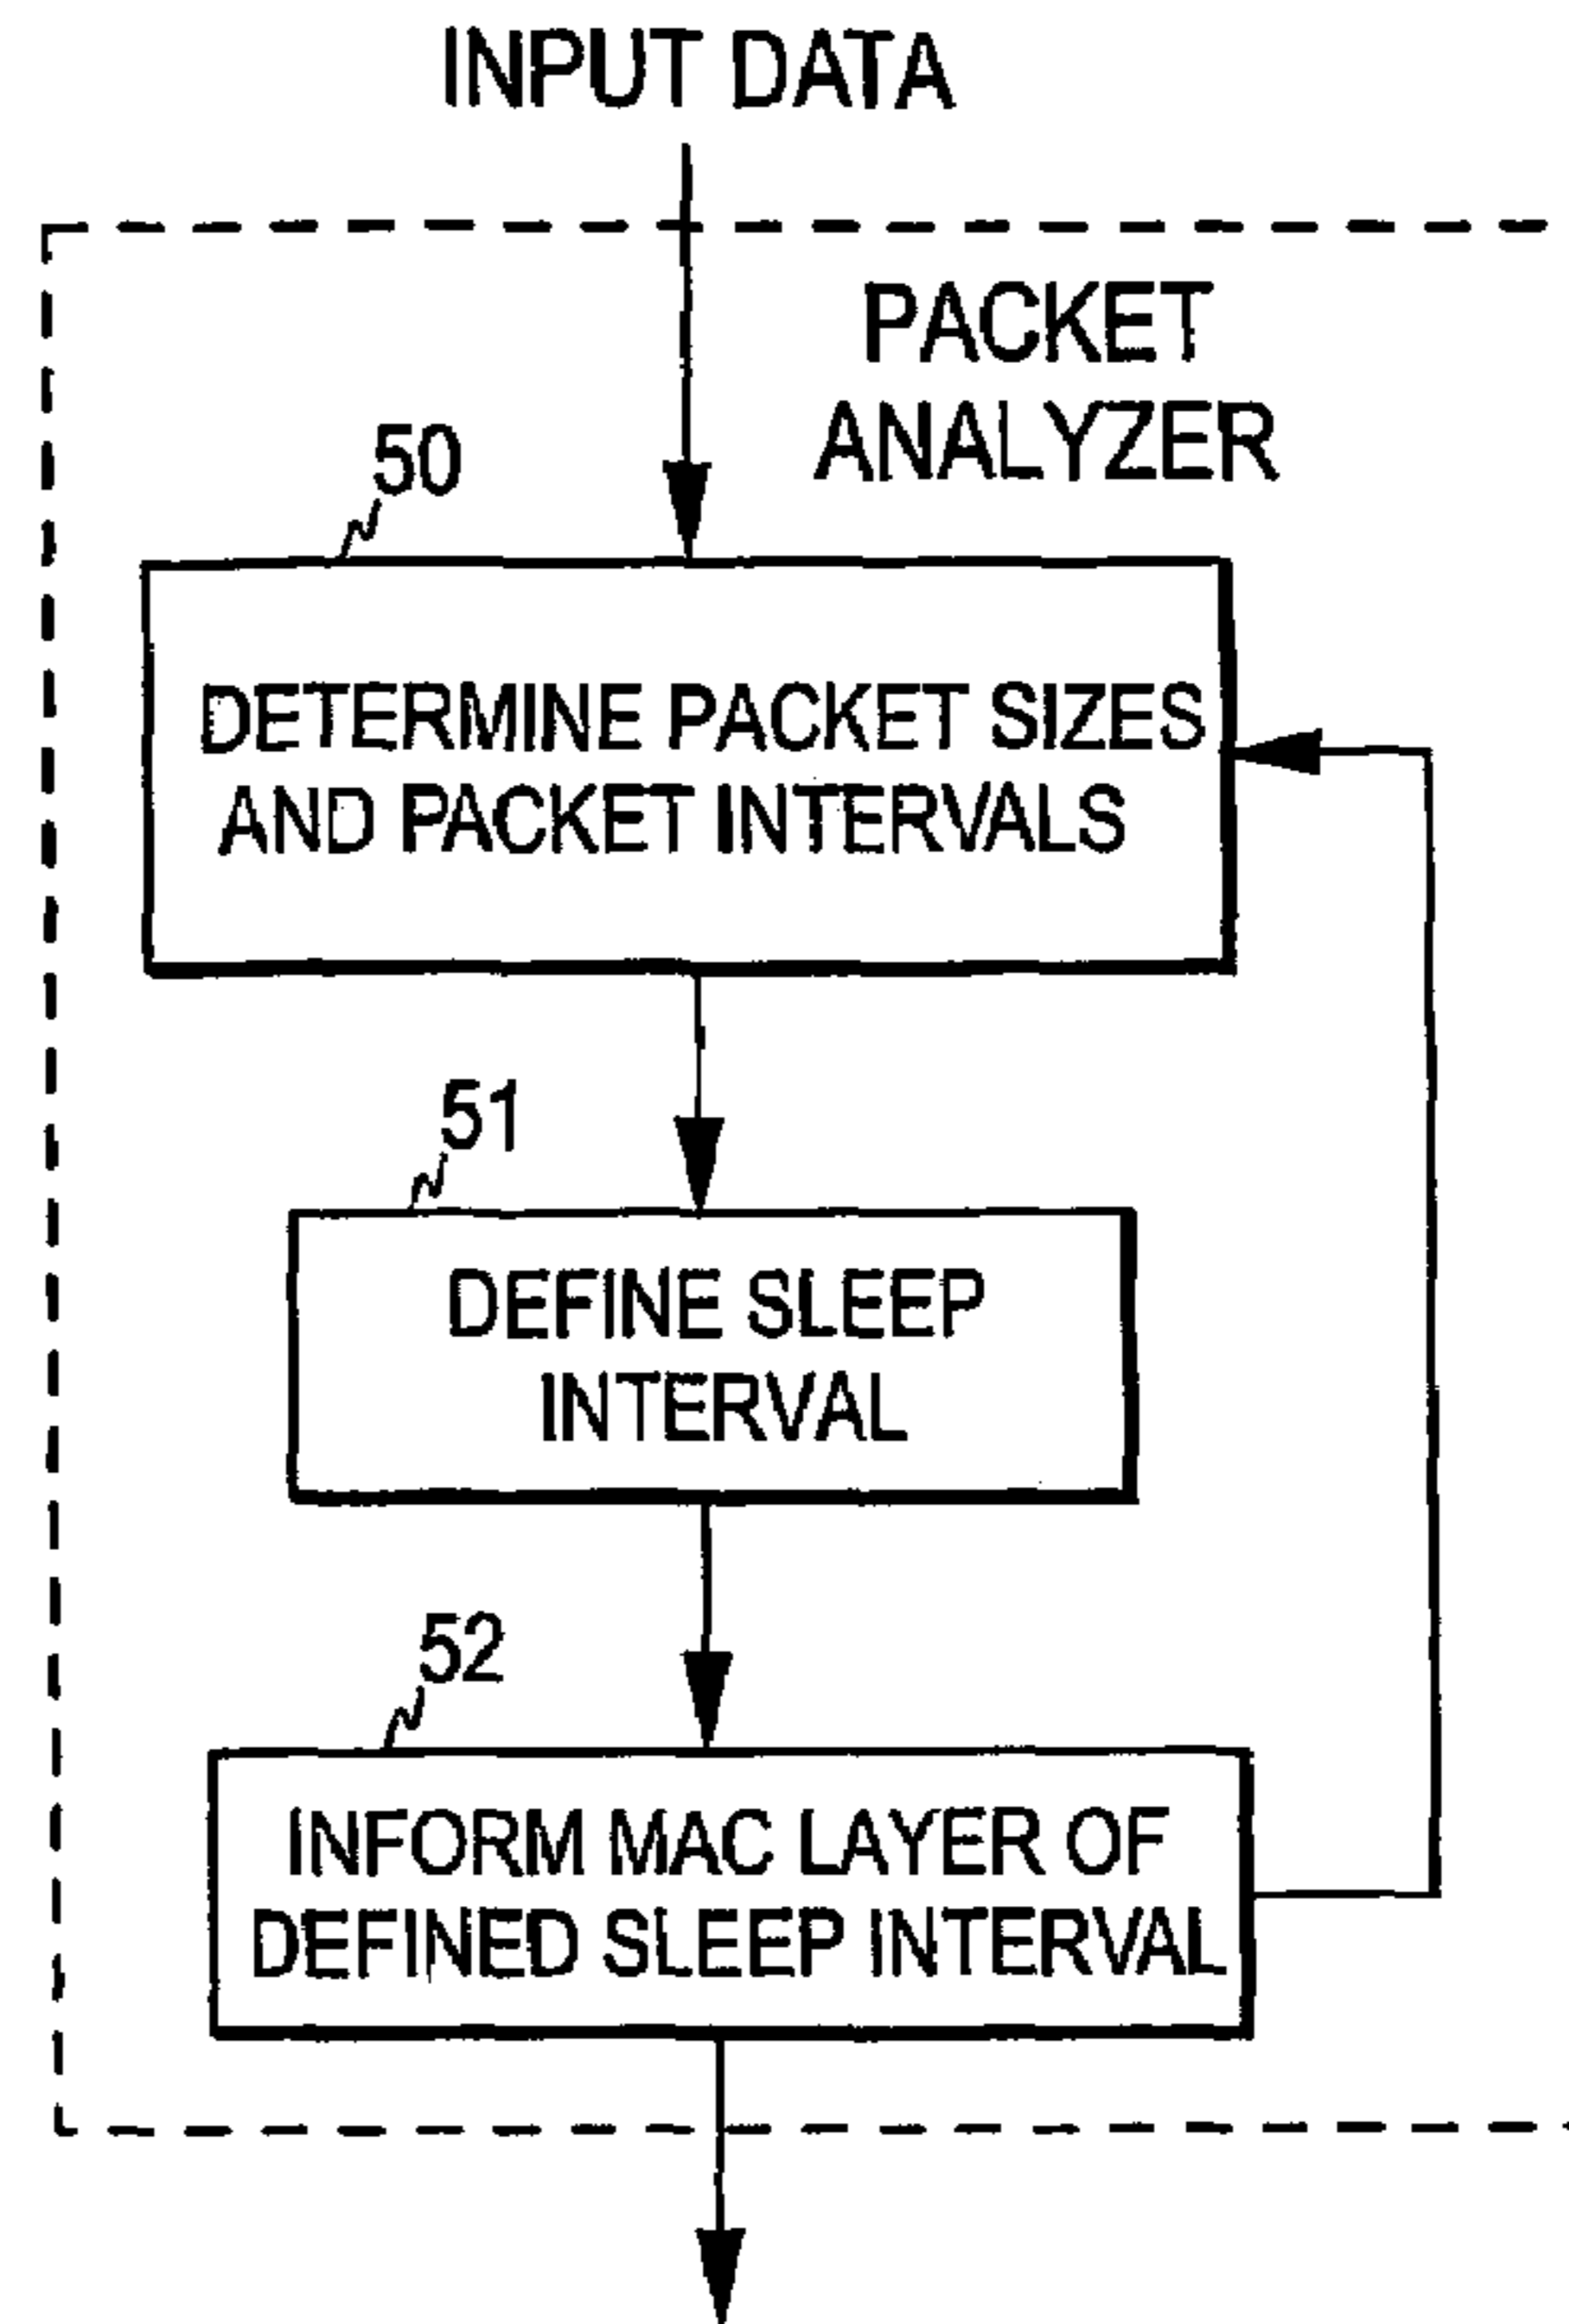 INPUT DATA
PACKET
ANALYZER
50
DETERMINE PACKET SIZES
AND PACKET INTERVALS
51
DEFINE SLEEP
INTERVAL
52
INFORM MAC LAYER OF
DEFINED SLEEP INTERVAL